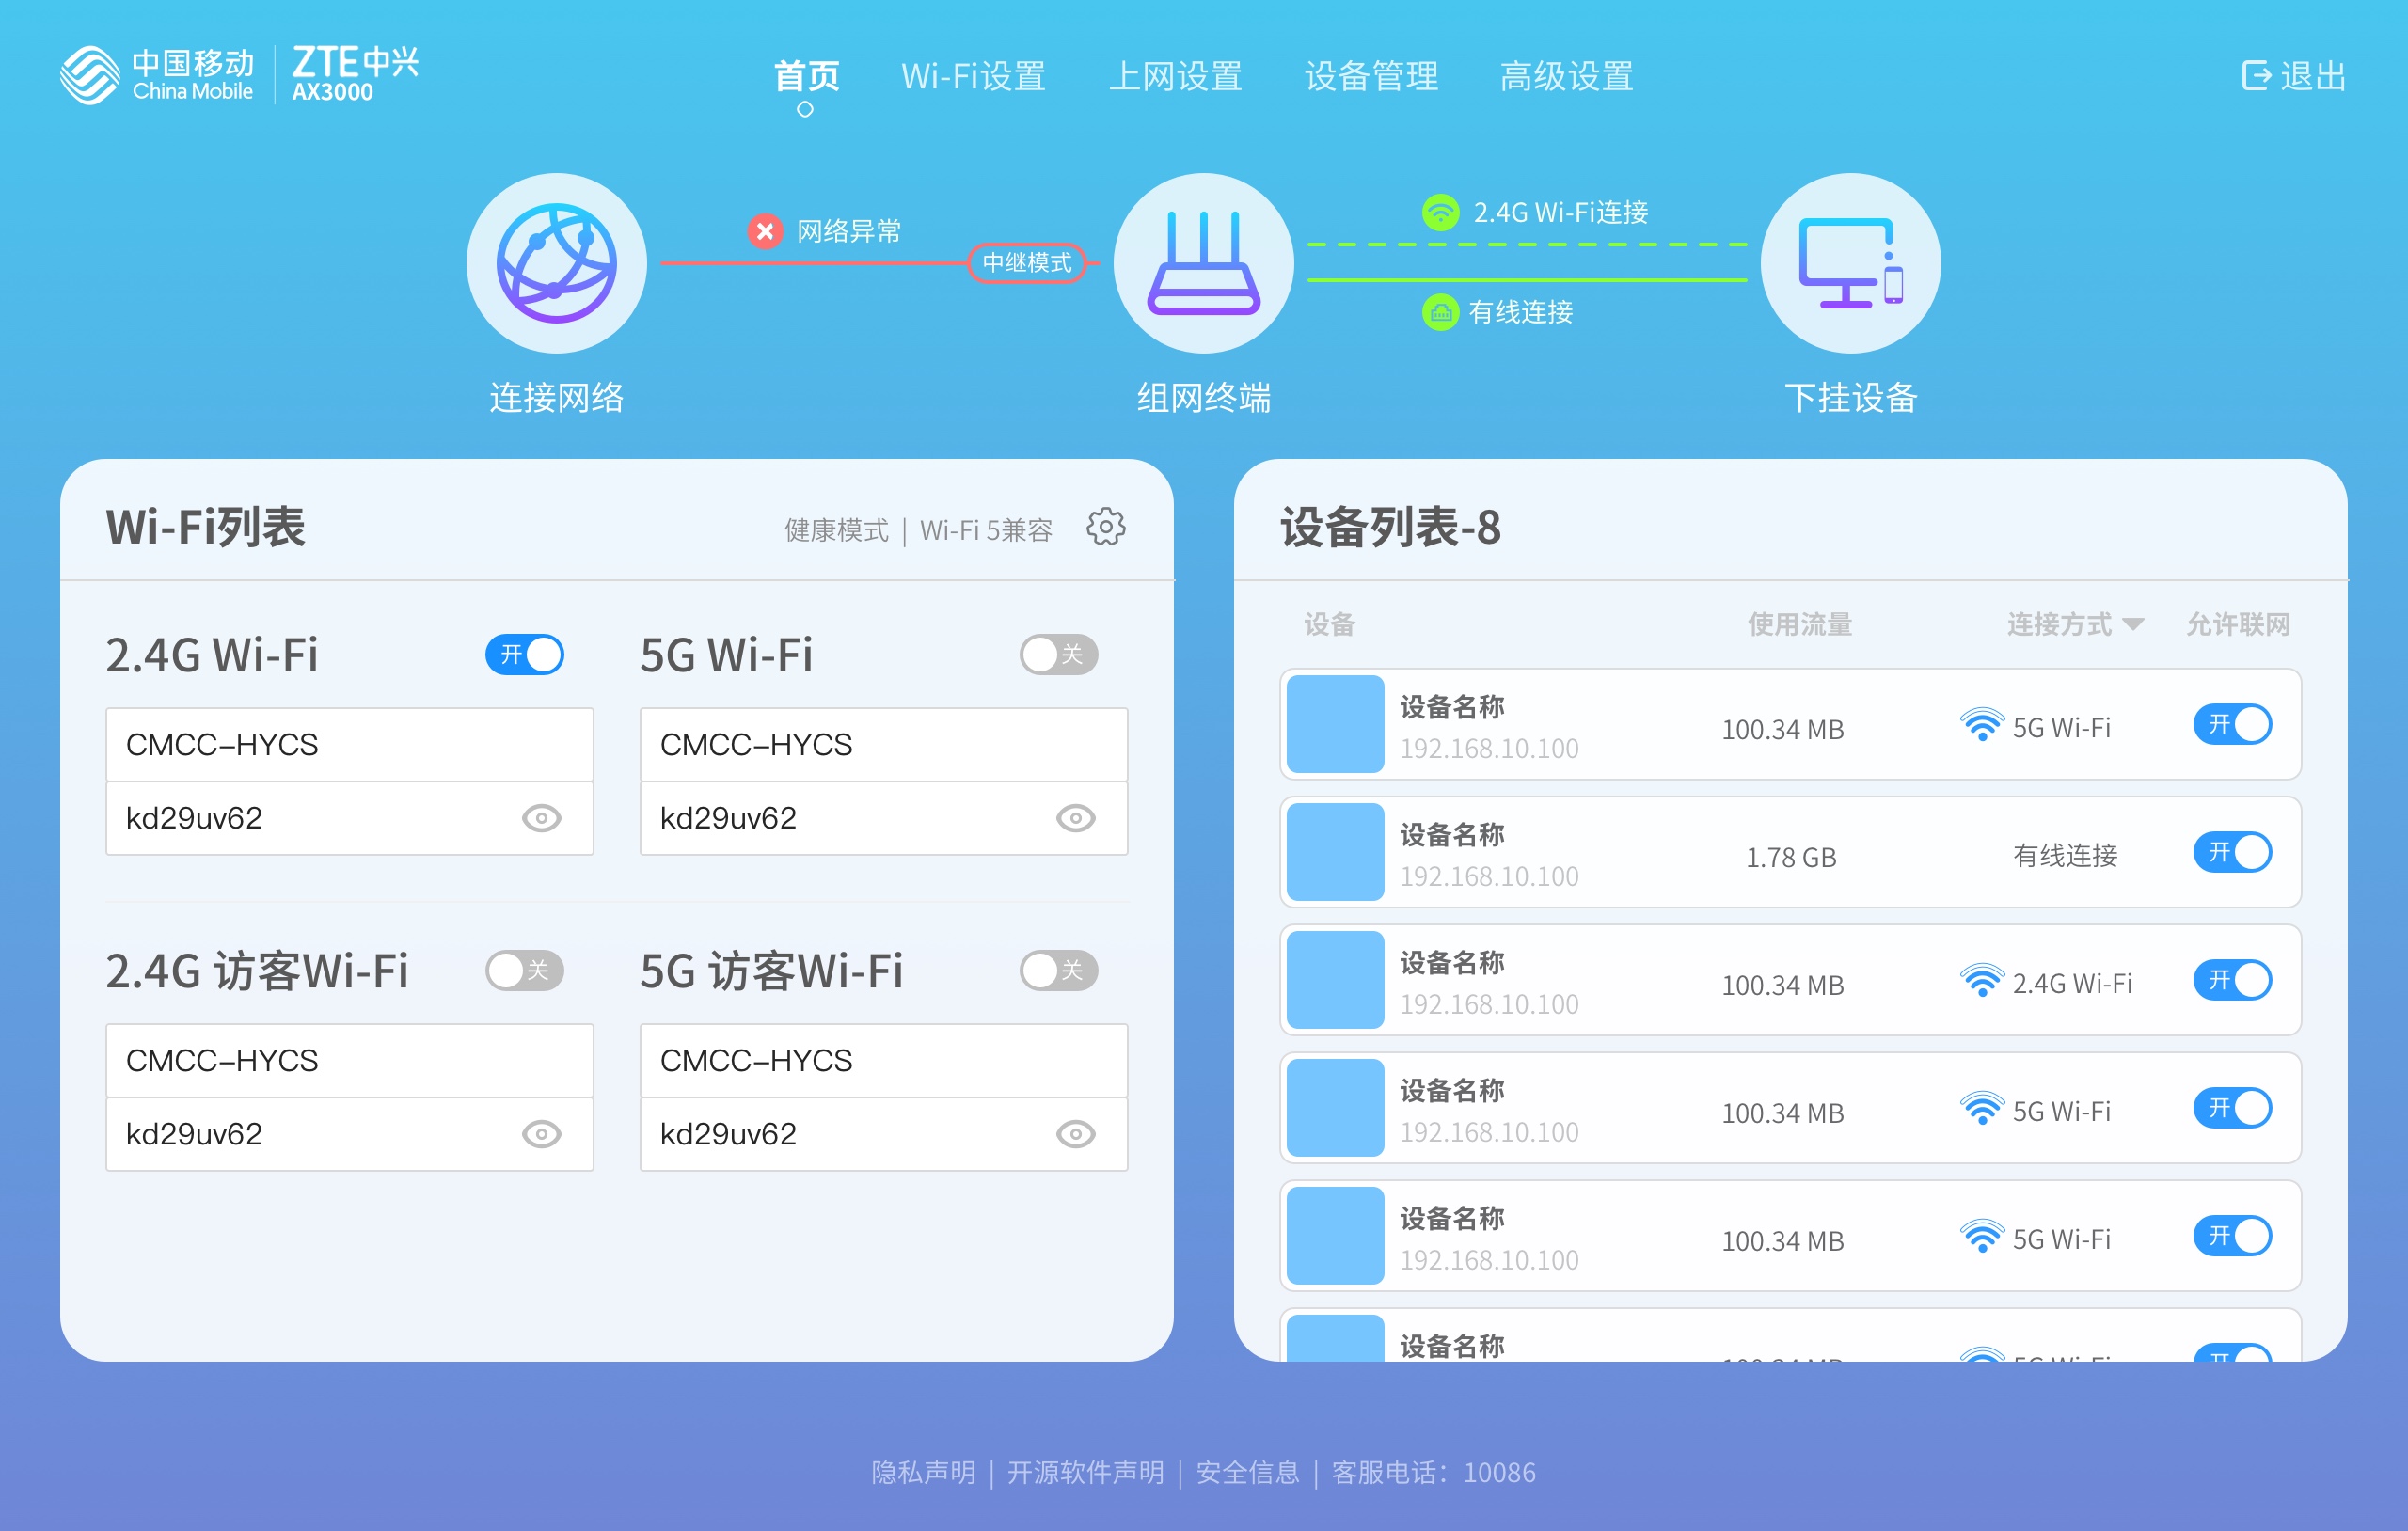 中国移动
China Mobile
ZTE中兴
AX3000
首页
Wi-Fi设置
上网设置
设备管理
高级设置
退出
网络异常
中继模式
2.4G Wi-Fi连接
有线连接
连接网络
组网终端
下挂设备
Wi-Fi列表
健康模式 | Wi-Fi 5兼容
2.4G Wi-Fi
开
5G Wi-Fi
关
CMCC-HYCS
CMCC-HYCS
kd29uv62
kd29uv62
2.4G 访客Wi-Fi
关
5G 访客Wi-Fi
关
CMCC-HYCS
CMCC-HYCS
kd29uv62
kd29uv62
设备列表-8
设备
使用流量
连接方式
允许联网
设备名称
192.168.10.100
100.34 MB
5G Wi-Fi
开
设备名称
192.168.10.100
1.78 GB
有线连接
开
设备名称
192.168.10.100
100.34 MB
2.4G Wi-Fi
开
设备名称
192.168.10.100
100.34 MB
5G Wi-Fi
开
设备名称
192.168.10.100
100.34 MB
5G Wi-Fi
开
设备名称
隐私声明 | 开源软件声明 | 安全信息 | 客服电话：10086